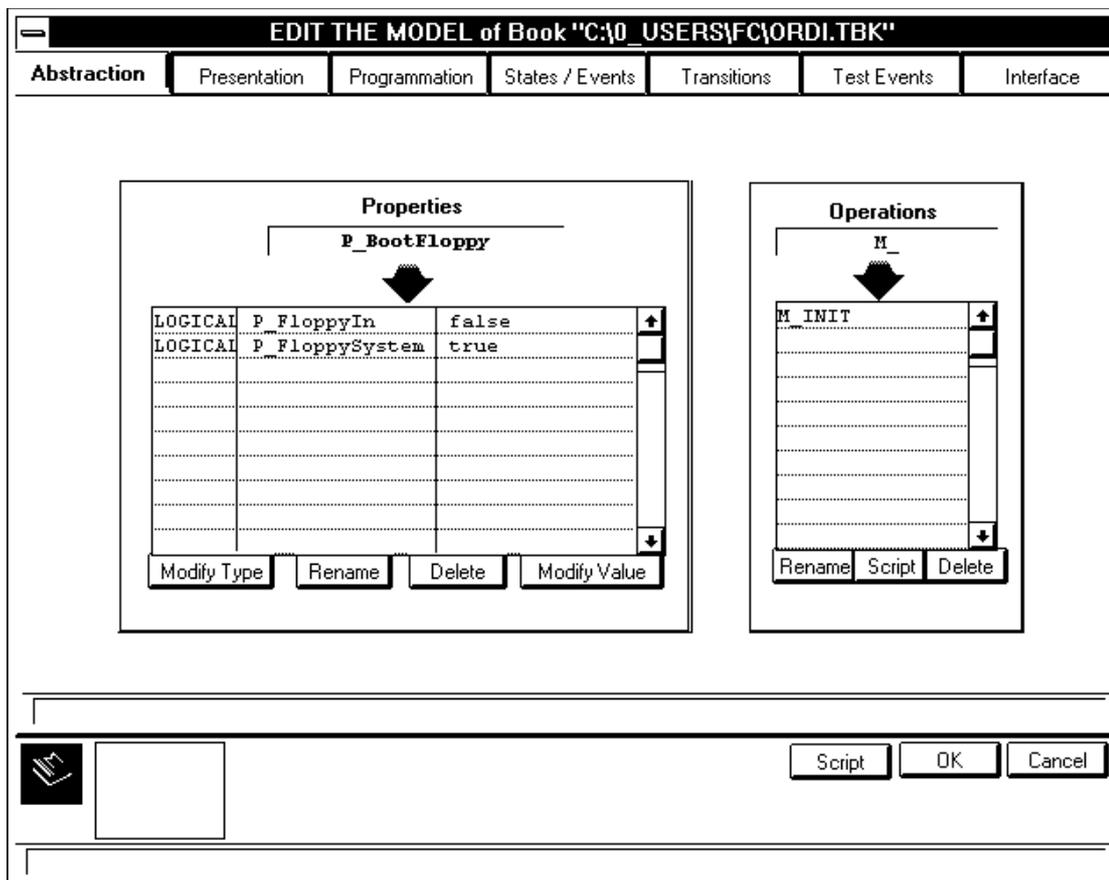 EDIT THE MODEL of Book "C:\0_USERS\FC\ORDI.TBK"
Abstraction Presentation Programmation States / Events Transitions Test Events Interface
Properties
P_BootFloppy
LOGICAL P_FloppyIn false
LOGICAL P_FloppySystem true
Modify Type Rename Delete Modify Value
Operations
M_
M_INIT
Rename Script Delete
Script OK Cancel